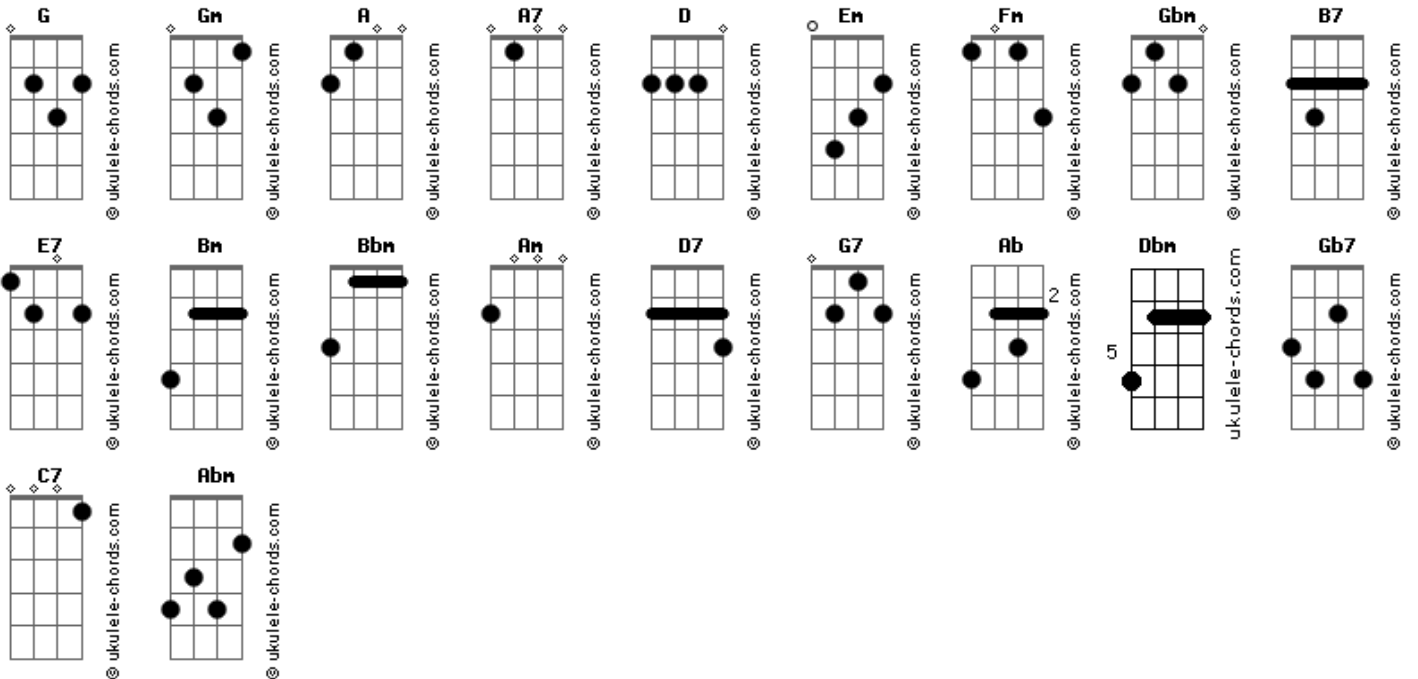 G Gm A A7 D Em Fm Gbm B7
© ukulele-chords.com © ukulele-chords.com © ukulele-chords.com © ukulele-chords.com © ukulele-chords.com © ukulele-chords.com © ukulele-chords.com © ukulele-chords.com © ukulele-chords.com
E7 Bm Bbm Am D7 G7 Ab Dbm Gb7
2
5
© ukulele-chords.com © ukulele-chords.com © ukulele-chords.com © ukulele-chords.com © ukulele-chords.com © ukulele-chords.com © ukulele-chords.com ukulele-chords.com © ukulele-chords.com
C7 Abm
© ukulele-chords.com © ukulele-chords.com